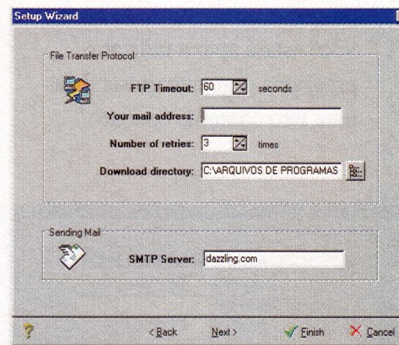 Setup Wizard
File Transfer Protocol
FTP Timeout: 60 seconds
Your mail address:
Number of retries: 3 times
Download directory: C:\ARQUIVOS DE PROGRAMAS
Sending Mail
SMTP Server: dazzling.com
? < Back Next > Finish Cancel